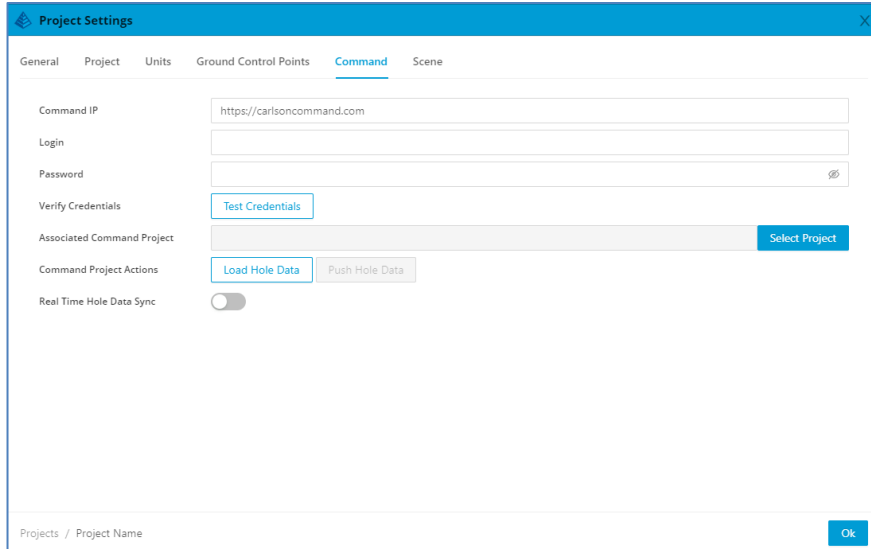 Project Settings
X
General Project Units Ground Control Points Command Scene
Command IP https://carlsoncommand.com
Login
Password
Verify Credentials Test Credentials
Associated Command Project Select Project
Command Project Actions Load Hole Data Push Hole Data
Real Time Hole Data Sync
Projects / Project Name Ok